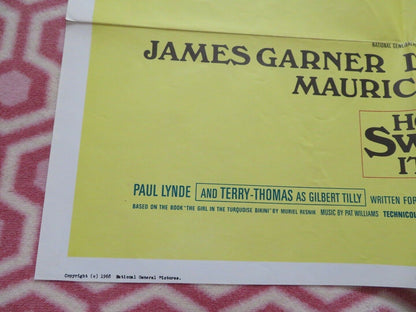 NATIONAL GENERAL
JAMES GARNER D
MAURIC
HO
SW
IT
PAUL LYNDE AND TERRY-THOMAS AS GILBERT TILLY WRITTEN FOR
BASED ON THE BOOK "THE GIRL IN THE TURQUOISE BIKINI" BY MURIEL RESNIK MUSIC BY PAT WILLIAMS TECHNICOL
Copyright (c) 1968 National General Pictures.